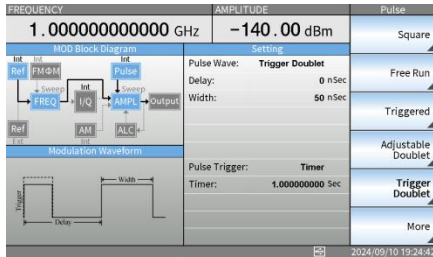 FREQUENCY AMPLITUDE Pulse
1.000000000000 GHz −140.00 dBm
Square
MOD Block Diagram Setting
Int Int Int
Ref FMΦM Pulse
Pulse Wave: Trigger Doublet
Free Run
Sweep Int Sweep
Delay: 0 nSec
FREQ I/Q AMPL Output
Width: 50 nSec
Triggered
Ref AM ALC
Ext Int
Adjustable
Doublet
Modulation Waveform
Pulse Trigger: Timer
Trigger
Doublet
Timer: 1.000000000 Sec
Width
Trigger
Delay
More
2024/09/10 19:24:42